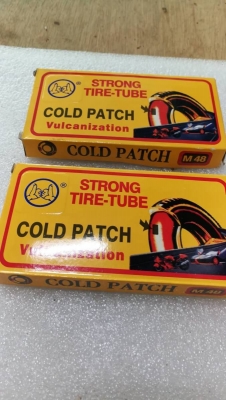 STRONG
TIRE-TUBE
COLD PATCH
Vulcanization
COLD PATCH M 48
STRONG
TIRE-TUBE
COLD PATCH
Vulcanization
COLD PATCH M 48